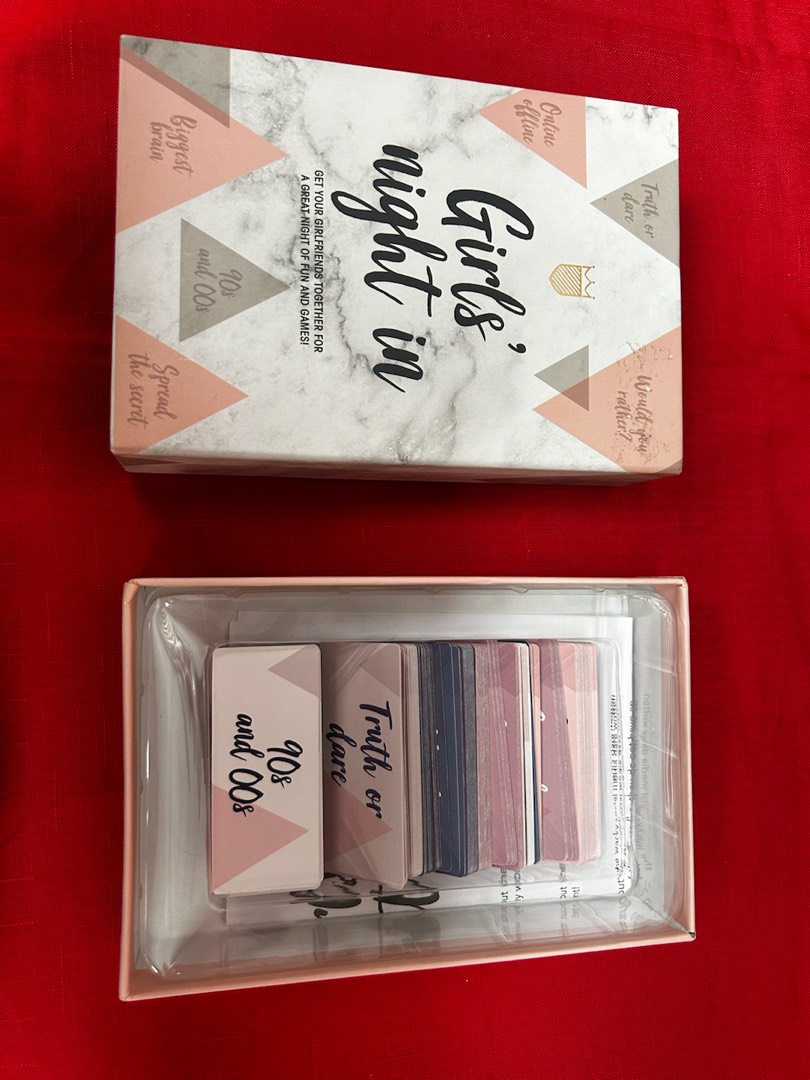 Online
offline
Truth or
dare
Girls’
night in
GET YOUR GIRLFRIENDS TOGETHER FOR
A GREAT NIGHT OF FUN AND GAMES!
Biggest
brain
90s
and 00s
Spread
the secret
Would you
rather?
90s
and 00s
Truth or
dare